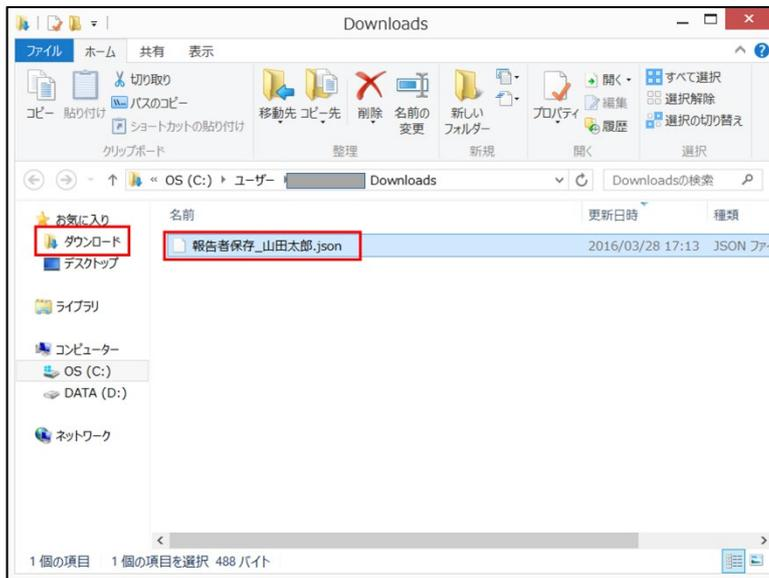 Downloads
ファイル ホーム 共有 表示
コピー 貼り付け 切り取り パスのコピー ショートカットの貼り付け
移動先 コピー先 削除 名前の変更
新しいフォルダー
プロパティ 開く 編集 履歴
すべて選択 選択解除 選択の切り替え
クリップボード 整理 新規 開く 選択
« OS (C:) ユーザー Downloads Downloadsの検索
お気に入り
ダウンロード
デスクトップ
ライブラリ
コンピューター
OS (C:)
DATA (D:)
ネットワーク
名前 更新日時 種類
報告者保存_山田太郎.json 2016/03/28 17:13 JSON ファ
1 個の項目 1 個の項目を選択 488 バイト